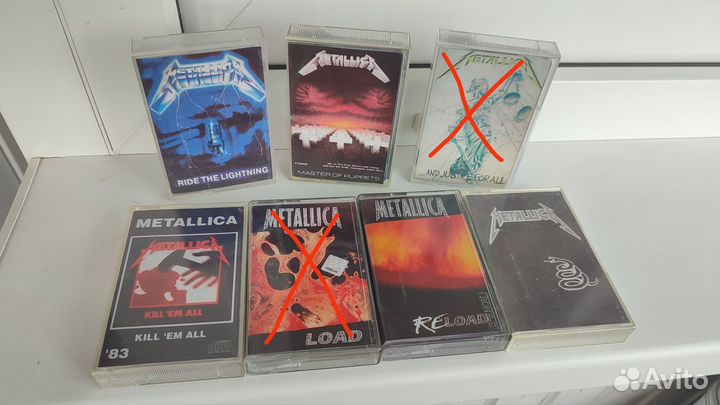 METALLICA
RIDE THE LIGHTNING
METALLICA
MASTER OF PUPPETS
METALLICA
...AND JUSTICE FOR ALL
METALLICA
METALLICA
KILL 'EM ALL
KILL 'EM ALL
'83
METALLICA
LOAD
METALLICA
RELOAD
METALLICA
Avito